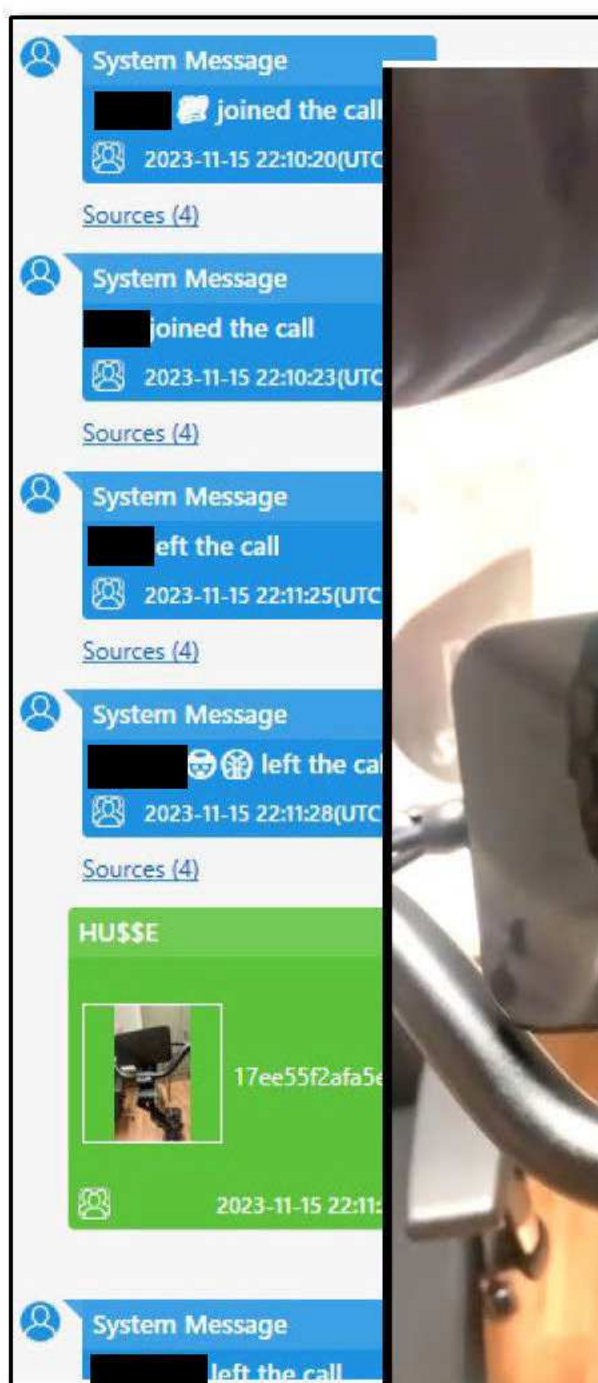 System Message
joined the call
2023-11-15 22:10:20(UTC
Sources (4)
System Message
joined the call
2023-11-15 22:10:23(UTC
Sources (4)
System Message
eft the call
2023-11-15 22:11:25(UTC
Sources (4)
System Message
left the cal
2023-11-15 22:11:28(UTC
Sources (4)
HU$$E
17ee55f2afa5e
2023-11-15 22:11:
System Message
left the call